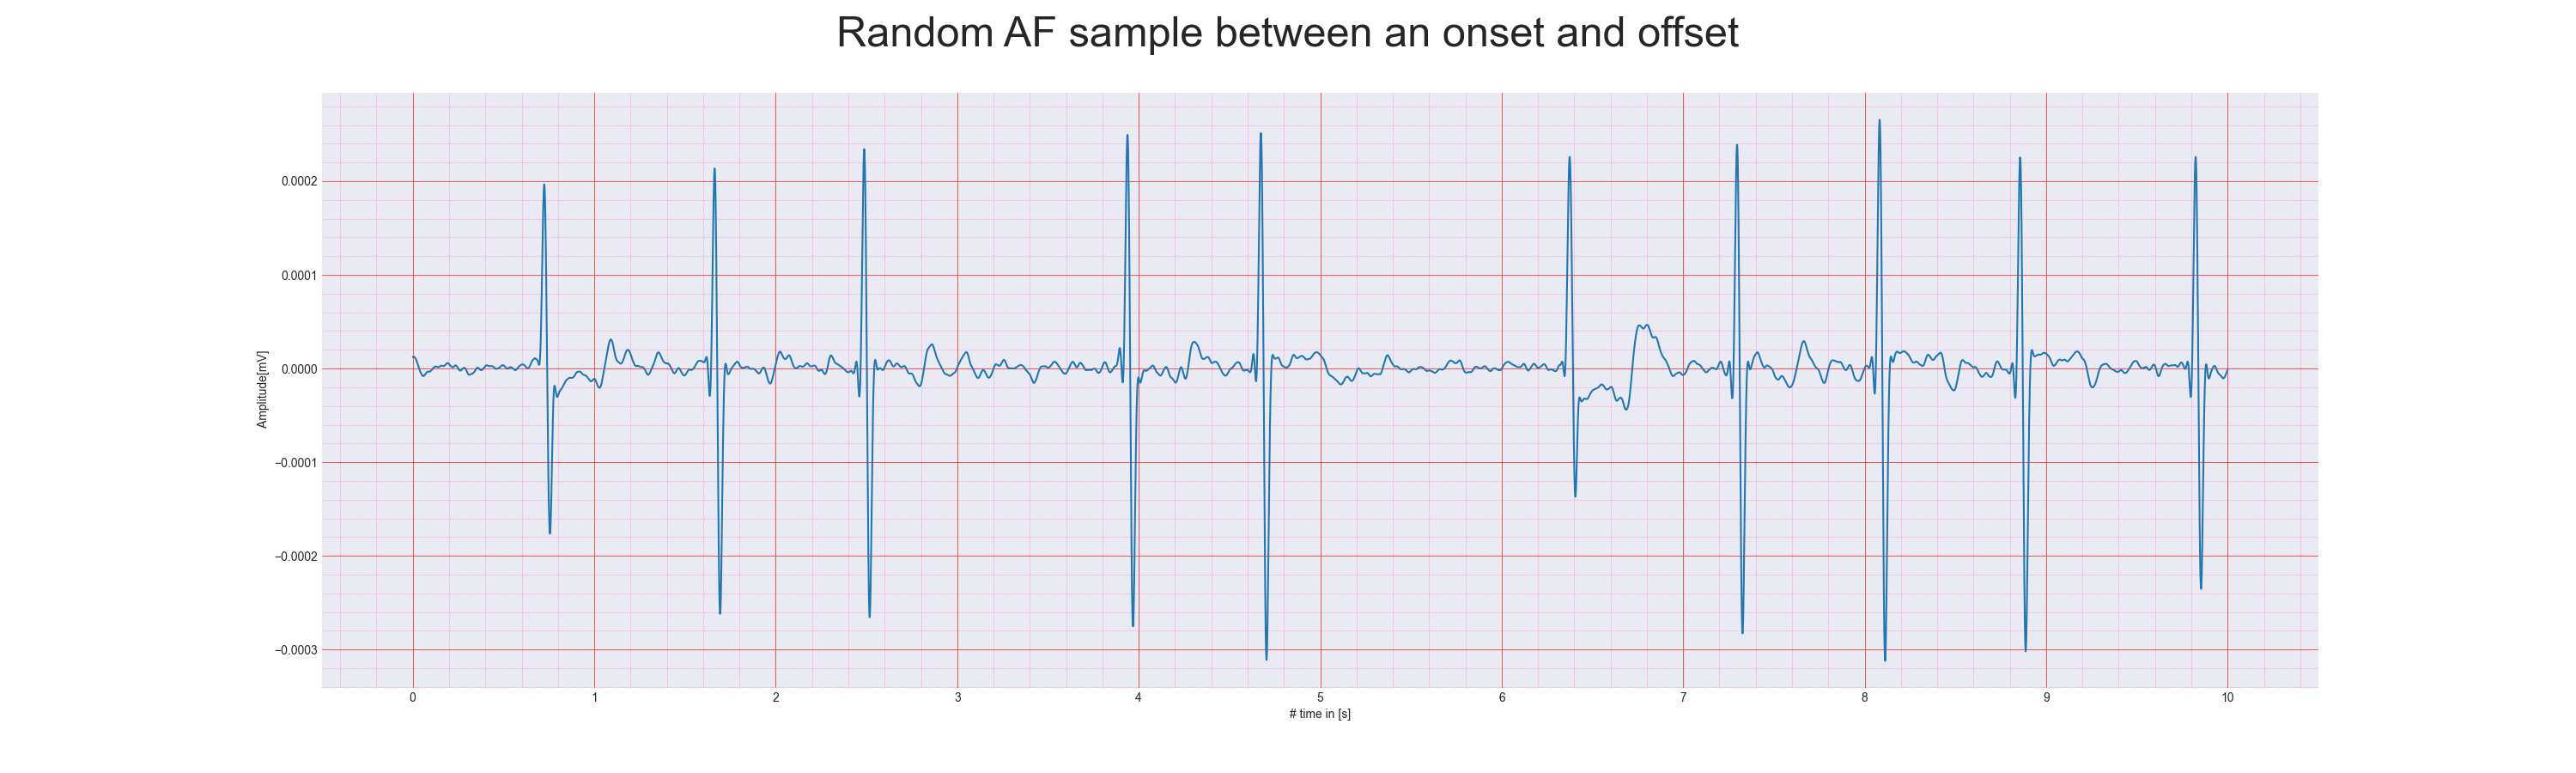 Random AF sample between an onset and offset
Amplitude[mV]
0.0002
0.0001
0.0000
−0.0001
−0.0002
−0.0003
0 1 2 3 4 5 6 7 8 9 10
# time in [s]